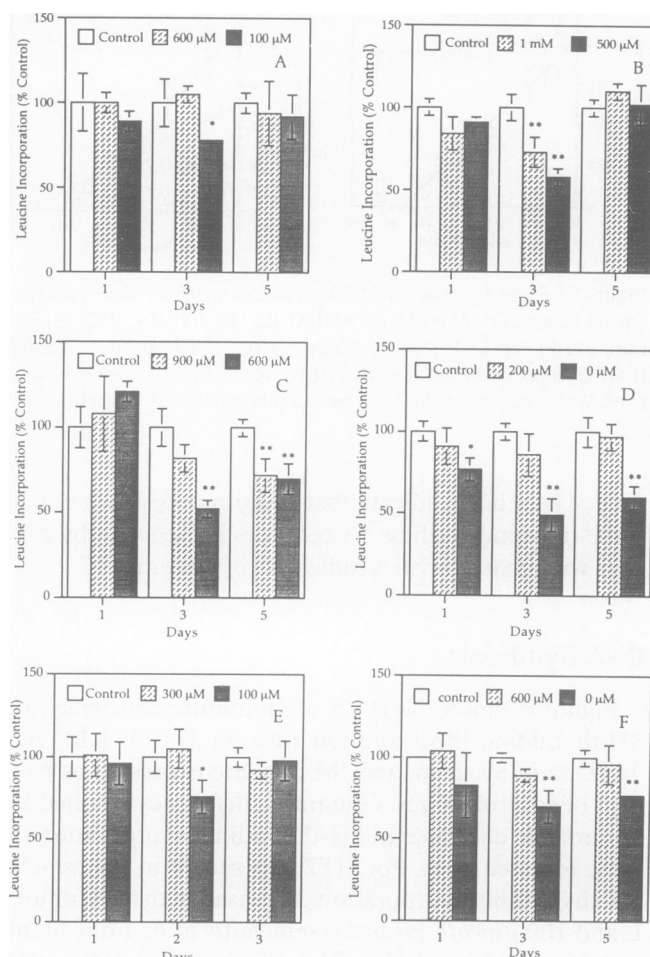 Control 600 µM 100 µM
A
Leucine Incorporation (% Control)
150
100
50
0
*
1 3 5
Days
Control 1 mM 500 µM
B
Leucine Incorporation (% Control)
150
100
50
0
** **
1 3 5
Days
Control 900 µM 600 µM
C
Leucine Incorporation (% Control)
150
100
50
0
** ** **
1 3 5
Days
Control 200 µM 0 µM
D
Leucine Incorporation (% Control)
150
100
50
0
* ** **
1 3 5
Days
Control 300 µM 100 µM
E
Leucine Incorporation (% Control)
150
100
50
0
*
1 2 3
Days
control 600 µM 0 µM
F
Leucine Incorporation (% Control)
150
100
50
0
**
1 3 5
Days